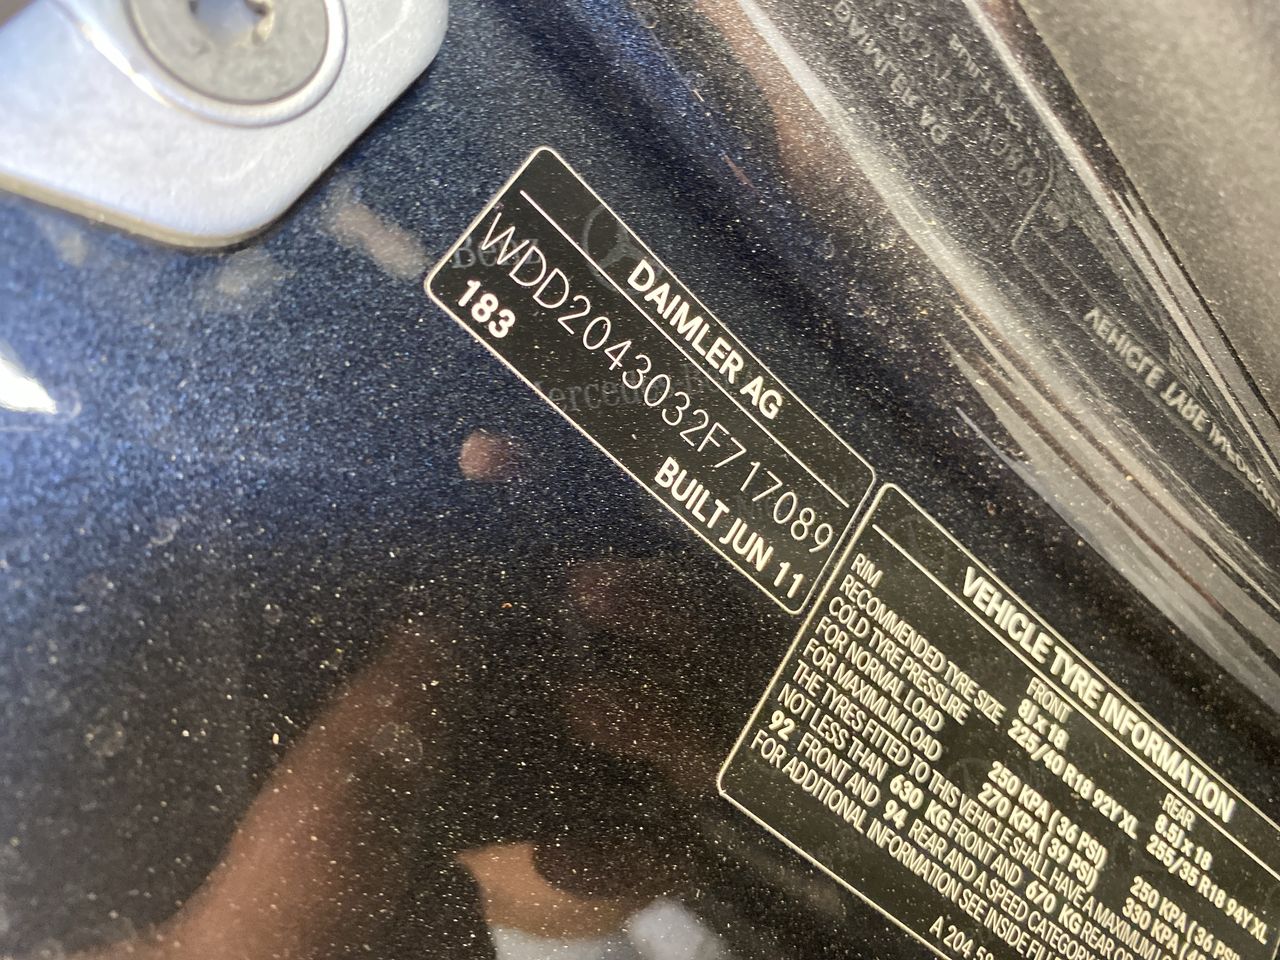 DAIMLER AG
WDD2043032F717089
183
BUILT JUN 11
VEHICLE TYRE INFORMATION
FRONT REAR
RIM 8J x 18 8.5J x 18
RECOMMENDED TYRE SIZE 225/40 R18 92Y XL 255/35 R18 94Y XL
COLD TYRE PRESSURE
FOR NORMAL LOAD 250 KPA ( 36 PSI) 250 KPA ( 36 PSI
FOR MAXIMUM LOAD 270 KPA ( 39 PSI) 330 KPA (
THE TYRES FITTED TO THIS VEHICLE SHALL HAVE A MAXIMUM
NOT LESS THAN 630 KG FRONT AND 670 KG REAR OR
92 FRONT AND 94 REAR AND A SPEED CATEGORY
FOR ADDITIONAL INFORMATION SEE INSIDE
A 204